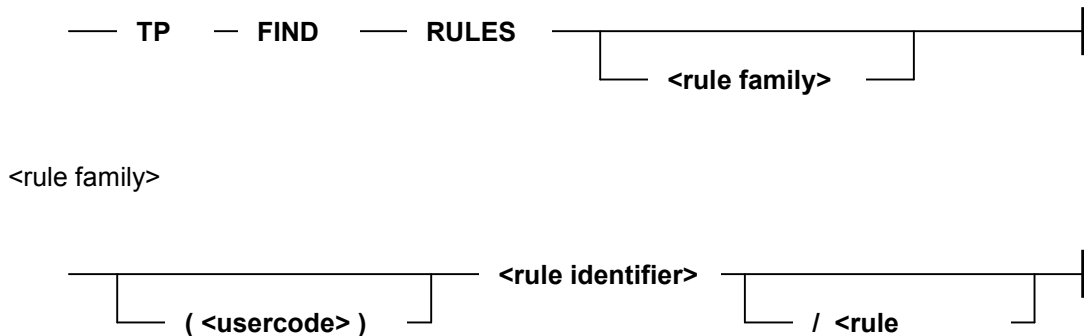 TP FIND RULES
<rule family>
<rule family>
<rule identifier>
( <usercode> ) / <rule